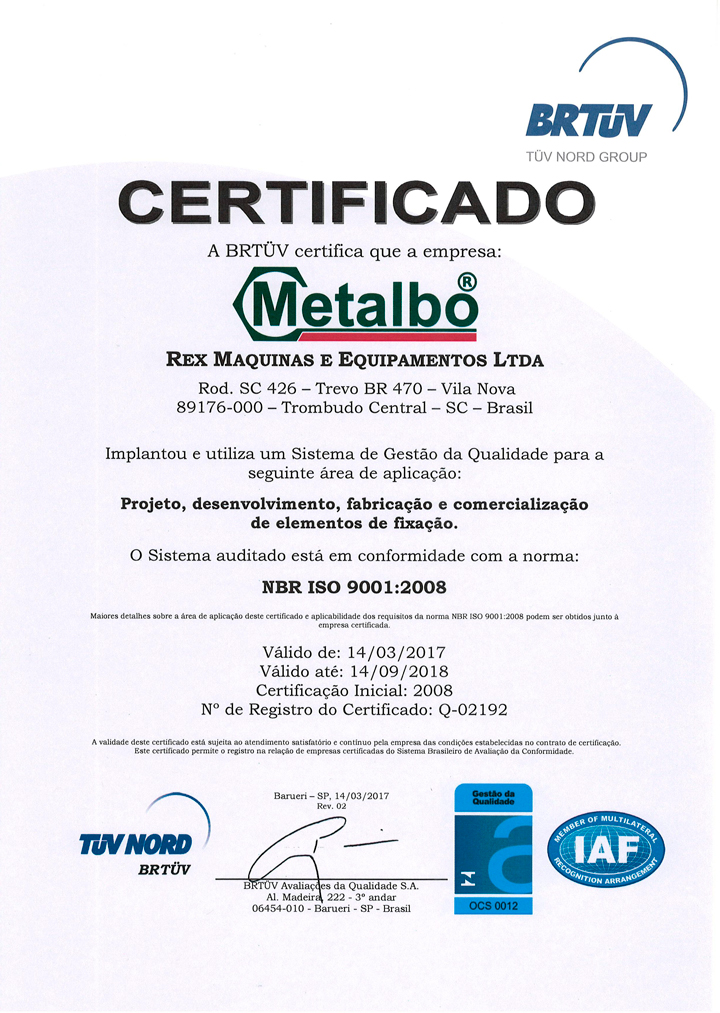 BRTÜV
TÜV NORD GROUP
CERTIFICADO
A BRTÜV certifica que a empresa:
Metalbo®
REX MAQUINAS E EQUIPAMENTOS LTDA
Rod. SC 426 – Trevo BR 470 – Vila Nova
89176-000 – Trombudo Central – SC – Brasil
Implantou e utiliza um Sistema de Gestão da Qualidade para a
seguinte área de aplicação:
Projeto, desenvolvimento, fabricação e comercialização
de elementos de fixação.
O Sistema auditado está em conformidade com a norma:
NBR ISO 9001:2008
Maiores detalhes sobre a área de aplicação deste certificado e aplicabilidade dos requisitos da norma NBR ISO 9001:2008 podem ser obtidos junto à
empresa certificada.
Válido de: 14/03/2017
Válido até: 14/09/2018
Certificação Inicial: 2008
Nº de Registro do Certificado: Q-02192
A validade deste certificado está sujeita ao atendimento satisfatório e contínuo pela empresa das condições estabelecidas no contrato de certificação.
Este certificado permite o registro na relação de empresas certificadas do Sistema Brasileiro de Avaliação da Conformidade.
Barueri – SP, 14/03/2017
Rev. 02
BRTÜV Avaliações da Qualidade S.A.
Al. Madeira, 222 - 3º andar
06454-010 - Barueri - SP - Brasil
TÜV NORD
BRTÜV
Gestão da
Qualidade
OCS 0012
MEMBER OF MULTILATERAL
IAF
RECOGNITION ARRANGEMENT